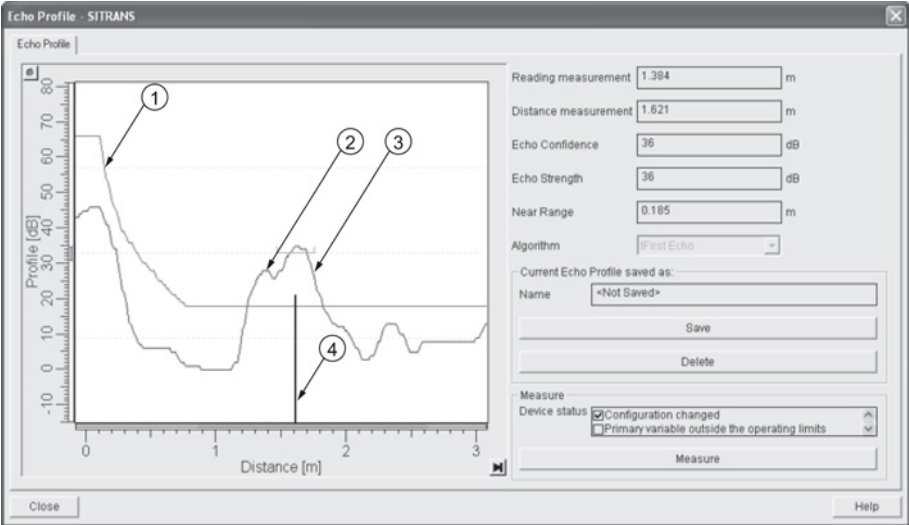 Echo Profile - SITRANS
Echo Profile
80
70
60
50
40
30
20
10
0
-10
Profile [dB]
1
2
3
4
0
1
2
3
Distance [m]
Reading measurement 1.384 m
Distance measurement 1.621 m
Echo Confidence 36 dB
Echo Strength 36 dB
Near Range 0.185 m
Algorithm tFirst Echo
Current Echo Profile saved as:
Name <Not Saved>
Save
Delete
Measure
Device status Configuration changed
Primary variable outside the operating limits
Measure
Close
Help